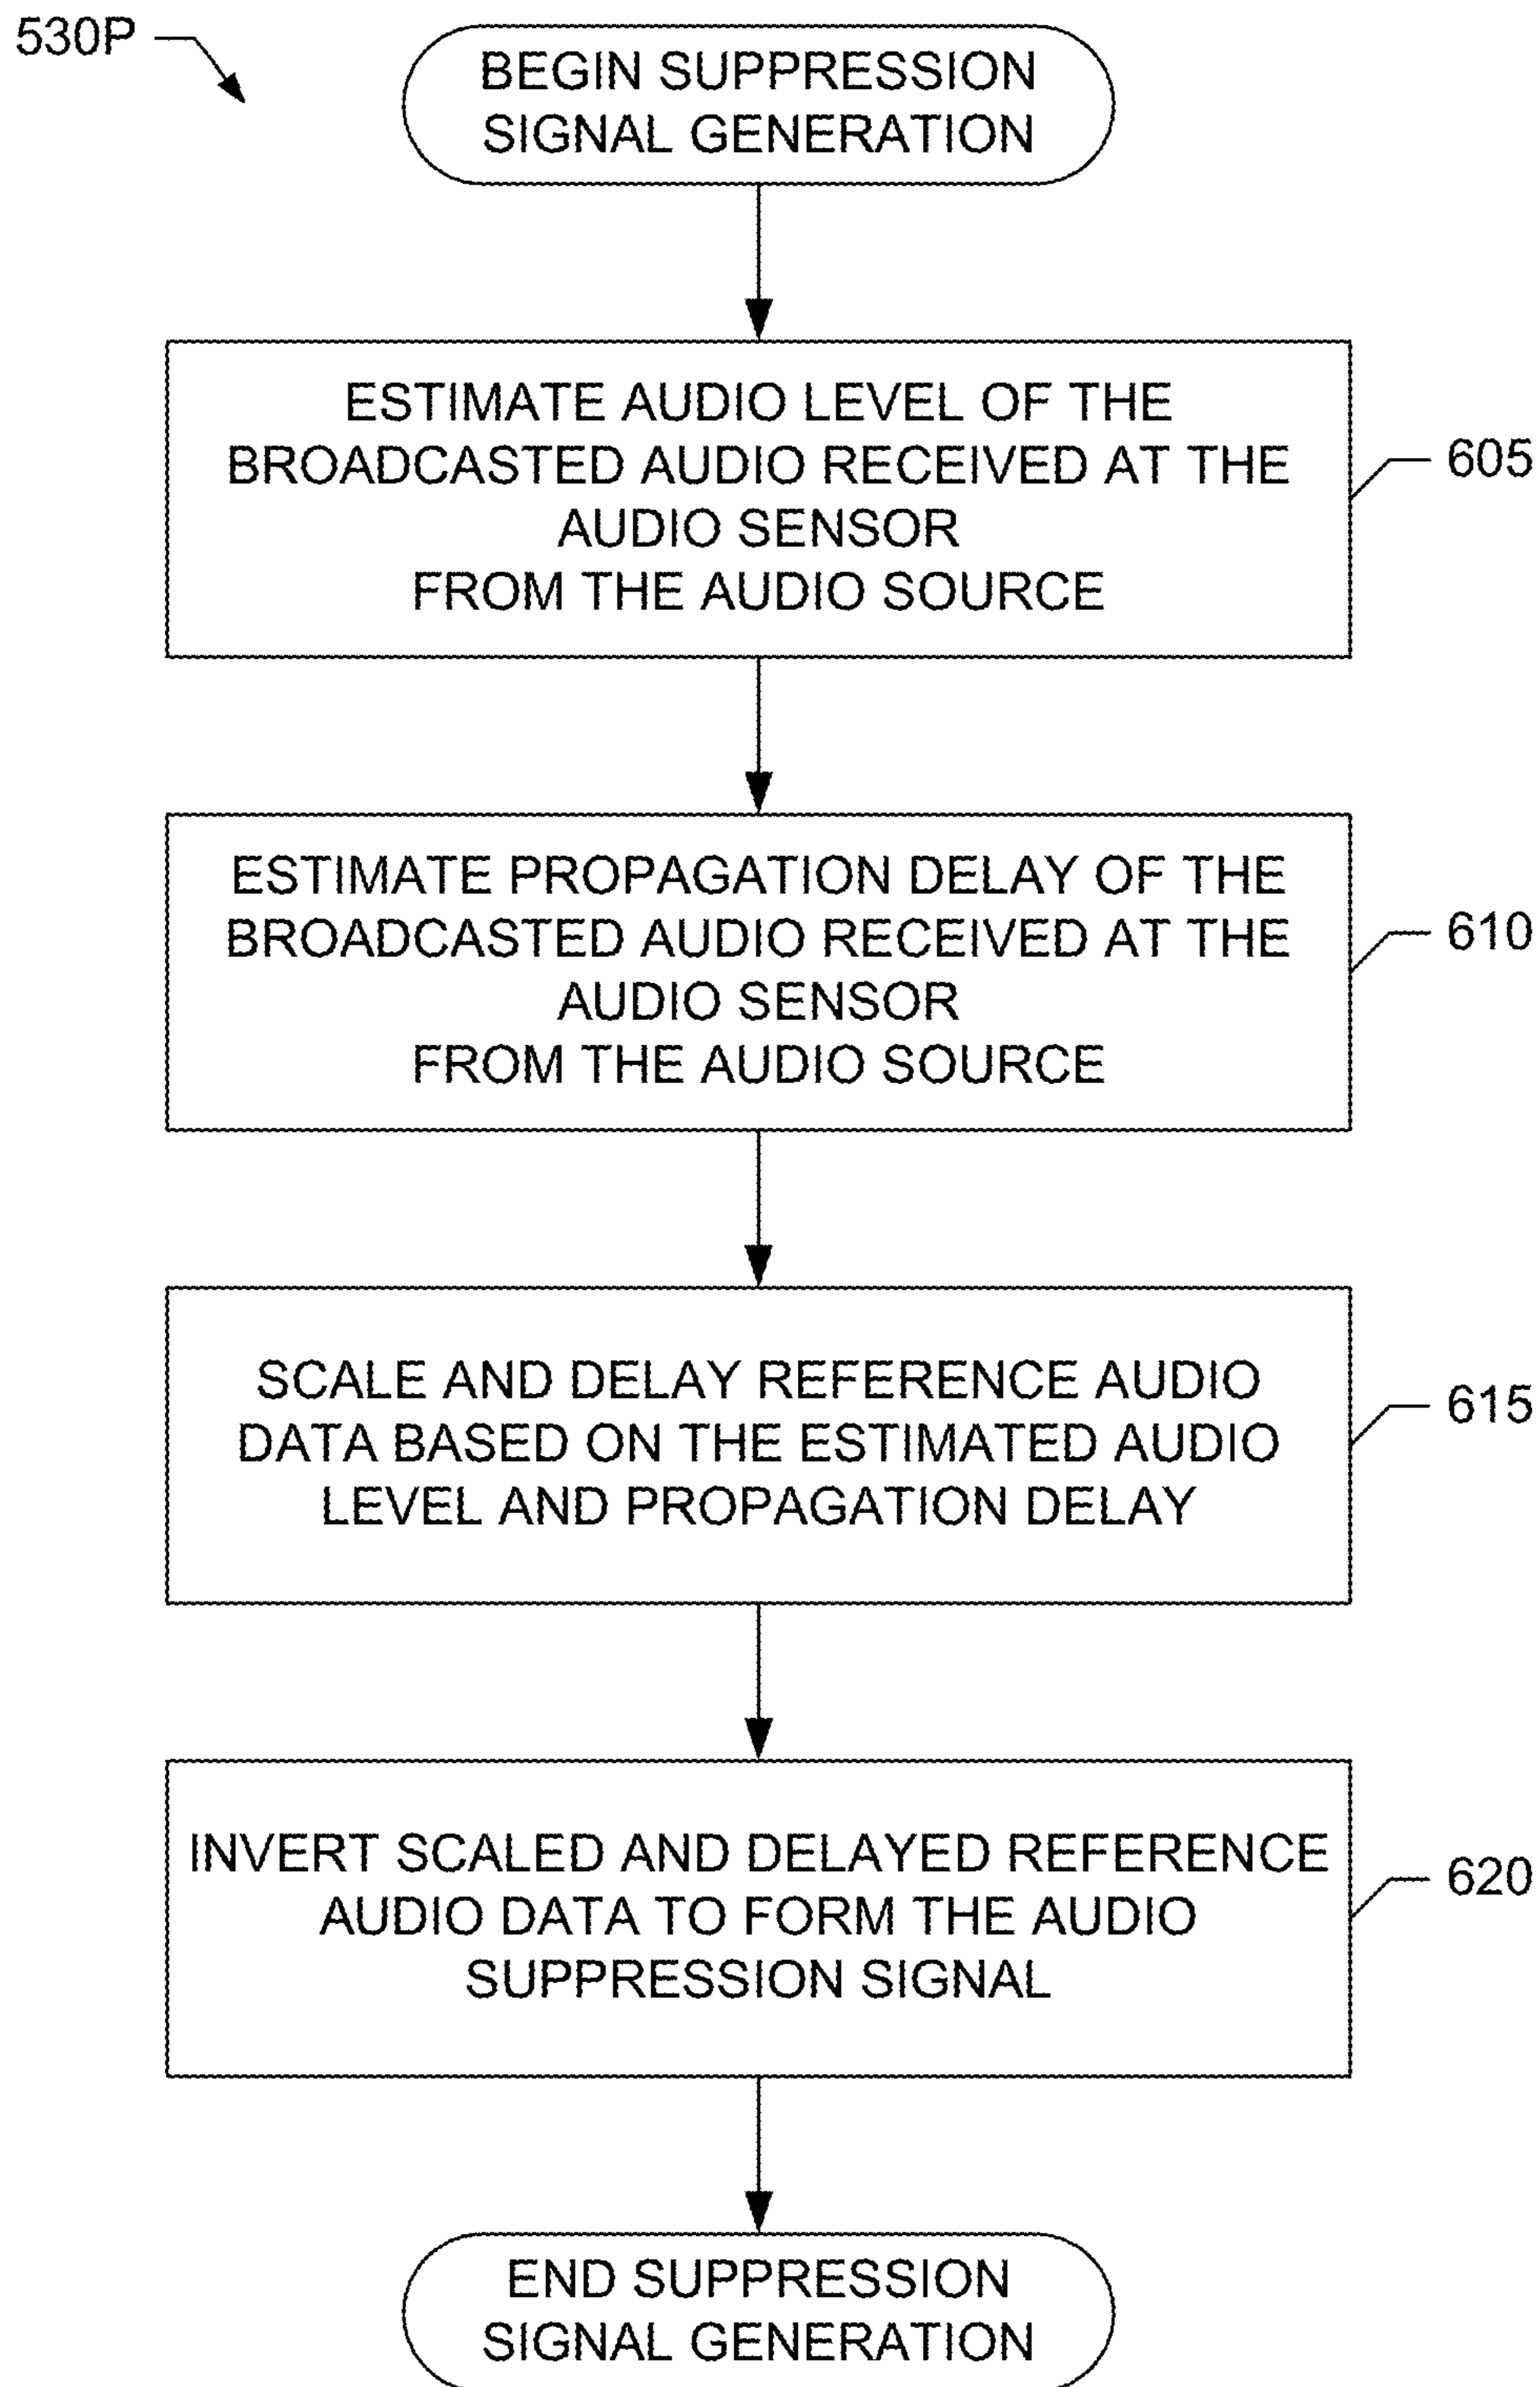 530P
BEGIN SUPPRESSION
SIGNAL GENERATION
ESTIMATE AUDIO LEVEL OF THE
BROADCASTED AUDIO RECEIVED AT THE
AUDIO SENSOR
FROM THE AUDIO SOURCE
605
ESTIMATE PROPAGATION DELAY OF THE
BROADCASTED AUDIO RECEIVED AT THE
AUDIO SENSOR
FROM THE AUDIO SOURCE
610
SCALE AND DELAY REFERENCE AUDIO
DATA BASED ON THE ESTIMATED AUDIO
LEVEL AND PROPAGATION DELAY
615
INVERT SCALED AND DELAYED REFERENCE
AUDIO DATA TO FORM THE AUDIO
SUPPRESSION SIGNAL
620
END SUPPRESSION
SIGNAL GENERATION